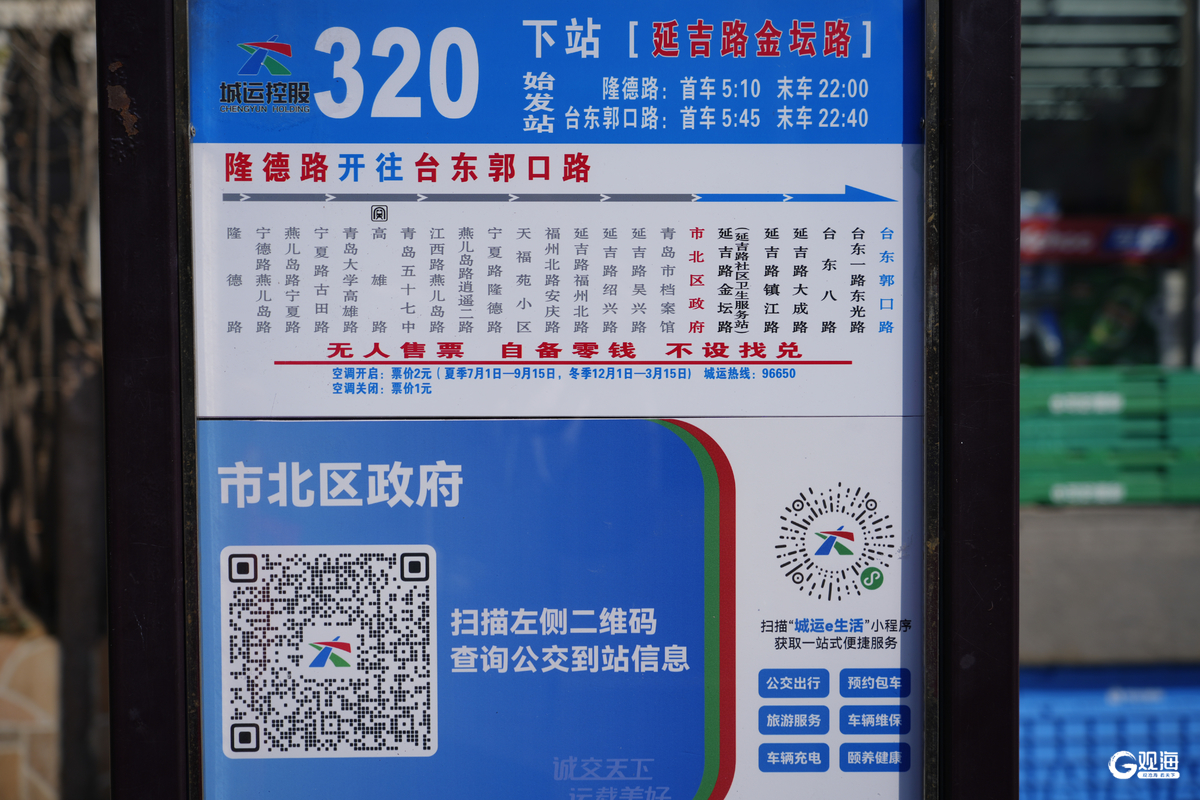 城运控股
CHENGYUN HOLDING
320
下站 [延吉路金坛路]
始发站
隆德路：首车 5:10 末车 22:00
台东郭口路：首车 5:45 末车 22:40
隆德路开往台东郭口路
隆德路
宁德路燕儿岛路
燕儿岛路宁夏路
宁夏路古田路
青岛大学高雄路
高雄路
青岛五十七中
江西路燕儿岛路
燕儿岛路逍遥二路
宁夏路隆德路
天福苑小区
福州北路安庆路
延吉路福州北路
延吉路绍兴路
延吉路吴兴路
青岛市档案馆
市北区政府
延吉路金坛路
(延吉路社区卫生服务站)
延吉路镇江路
延吉路大成路
台东八路
台东一路东光路
台东郭口路
无人售票 自备零钱 不设找兑
空调开启：票价2元（夏季7月1日—9月15日，冬季12月1日—3月15日） 城运热线：96650
空调关闭：票价1元
市北区政府
扫描左侧二维码
查询公交到站信息
扫描“城运e生活”小程序
获取一站式便捷服务
公交出行 预约包车
旅游服务 车辆维保
车辆充电 颐养健康
诚交天下
运载美好
观海